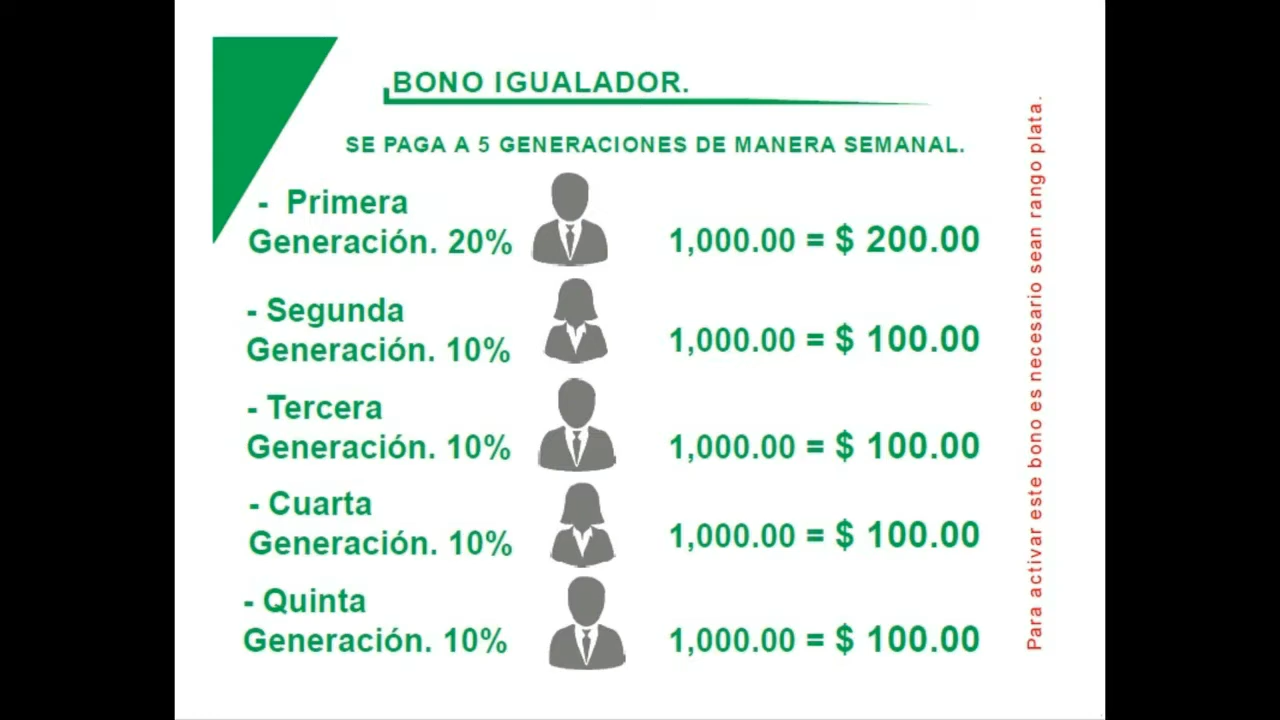 BONO IGUALADOR.
SE PAGA A 5 GENERACIONES DE MANERA SEMANAL.
- Primera
Generación. 20%
1,000.00 = $ 200.00
- Segunda
Generación. 10%
1,000.00 = $ 100.00
- Tercera
Generación. 10%
1,000.00 = $ 100.00
- Cuarta
Generación. 10%
1,000.00 = $ 100.00
- Quinta
Generación. 10%
1,000.00 = $ 100.00
Para activar este bono es necesario sean rango plata.